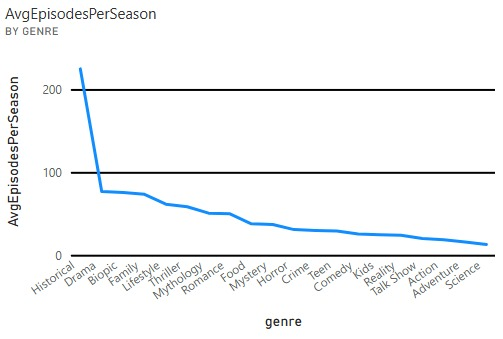 AvgEpisodesPerSeason
BY GENRE
AvgEpisodesPerSeason
200
100
0
Historical
Drama
Biopic
Family
Lifestyle
Thriller
Mythology
Romance
Food
Mystery
Horror
Crime
Teen
Comedy
Kids
Reality
Talk Show
Action
Adventure
Science
genre